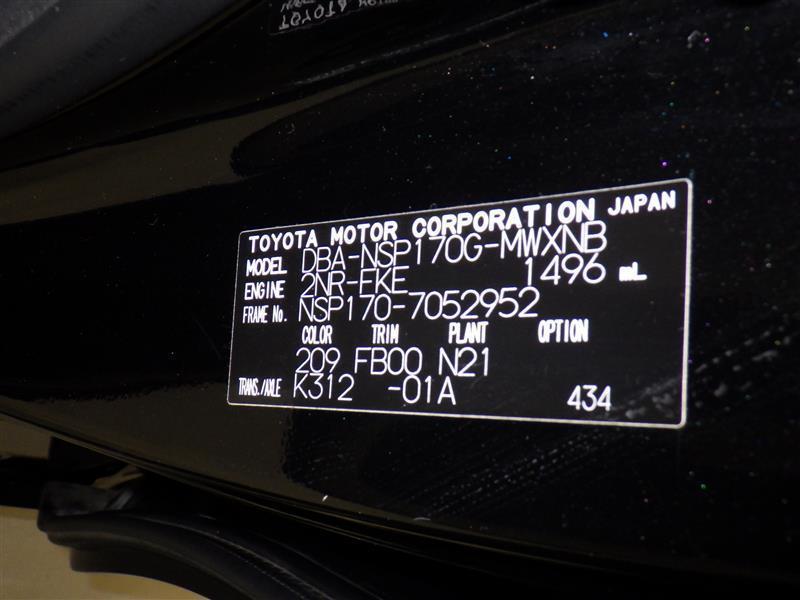 TOYOTA MOTOR CORPORATION JAPAN
MODEL DBA-NSP170G-MWXNB
ENGINE 2NR-FKE 1496 mL
FRAME No. NSP170-7052952
COLOR TRIM PLANT OPTION
209 FB00 N21
TRANS./AXLE K312 -01A 434